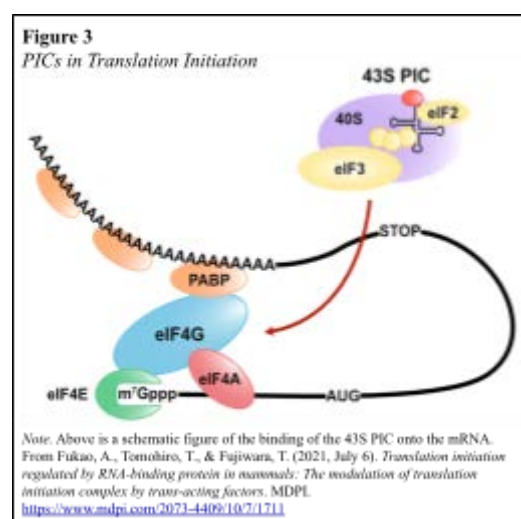 Figure 3
PICs in Translation Initiation
43S PIC
40S
eIF2
eIF3
AAAAAAAAAAAAAAAAAAAAAAAAAAAAAA
STOP
PABP
eIF4G
eIF4A
eIF4E
m⁷Gppp
AUG
Note. Above is a schematic figure of the binding of the 43S PIC onto the mRNA.
From Fukao, A., Tomohiro, T., & Fujiwara, T. (2021, July 6). Translation initiation
regulated by RNA-binding protein in mammals: The modulation of translation
initiation complex by trans-acting factors. MDPI.
https://www.mdpi.com/2073-4409/10/7/1711